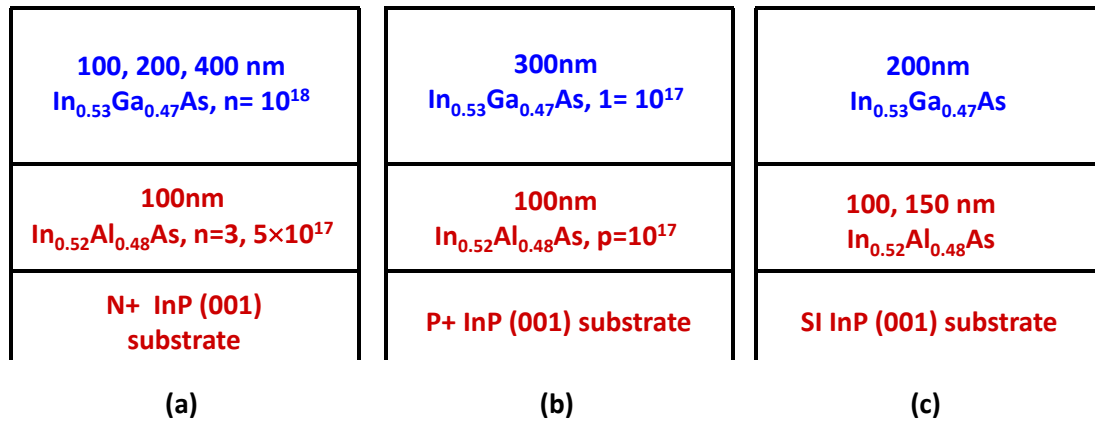 100, 200, 400 nm
In₀.₅₃Ga₀.₄₇As, n= 10¹⁸
100nm
In₀.₅₂Al₀.₄₈As, n=3, 5×10¹⁷
N+ InP (001)
substrate
(a)
300nm
In₀.₅₃Ga₀.₄₇As, 1= 10¹⁷
100nm
In₀.₅₂Al₀.₄₈As, p=10¹⁷
P+ InP (001) substrate
(b)
200nm
In₀.₅₃Ga₀.₄₇As
100, 150 nm
In₀.₅₂Al₀.₄₈As
SI InP (001) substrate
(c)